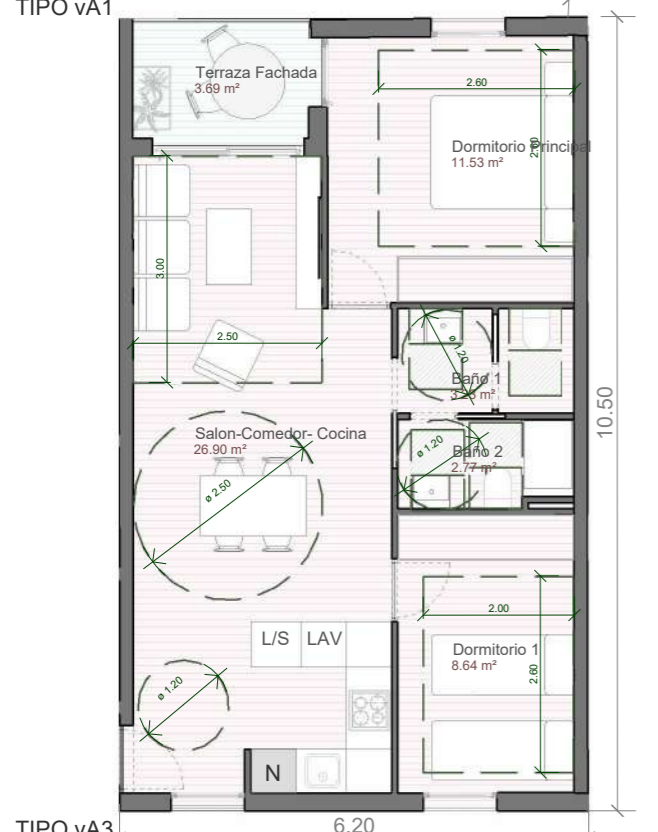 TIPO vA1
1
Terraza Fachada
3.69 m²
2.60
Dormitorio Principal
11.53 m²
3.00
2.50
ø 1.20
Baño 1
10.50
Salon-Comedor- Cocina
26.90 m²
ø 1.20
Baño 2
2.77 m²
ø 2.50
2.00
L/S LAV
Dormitorio 1
8.64 m²
2.60
ø 1.20
N
TIPO vA3
6.20